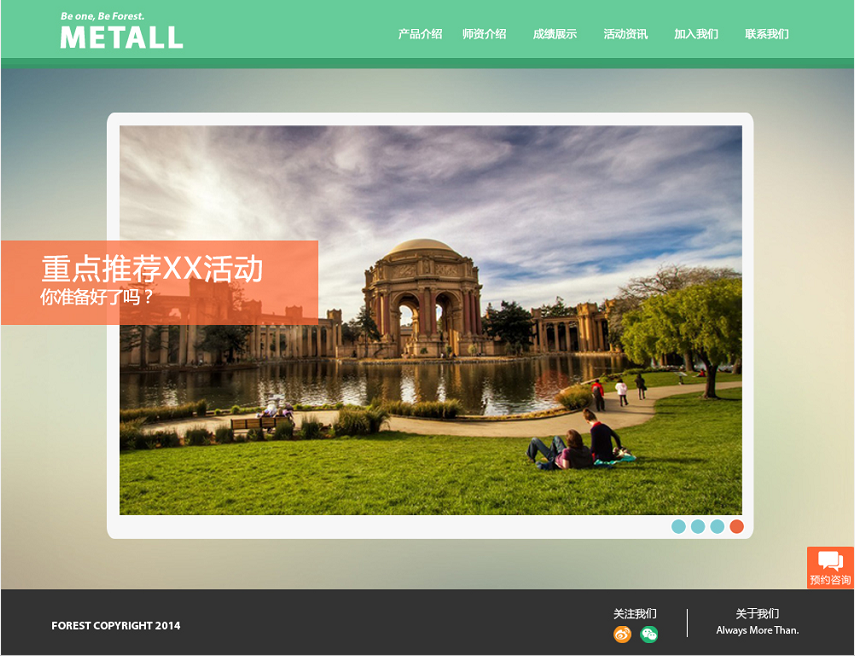 Be one, Be Forest.
METALL
产品介绍 师资介绍 成绩展示 活动资讯 加入我们 联系我们
重点推荐XX活动
你准备好了吗？
预约咨询
关注我们
关于我们
Always More Than.
FOREST COPYRIGHT 2014